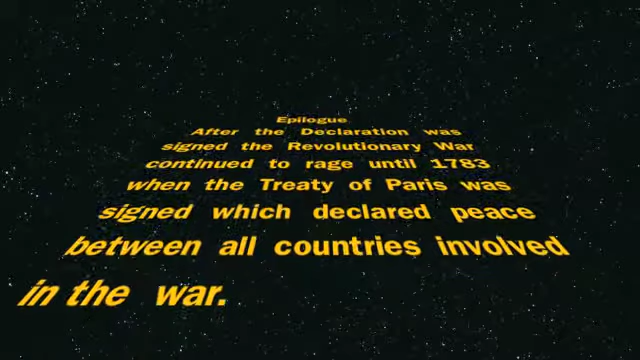 Epilogue
After the Declaration was
signed the Revolutionary War
continued to rage until 1783
when the Treaty of Paris was
signed which declared peace
between all countries involved
in the war.